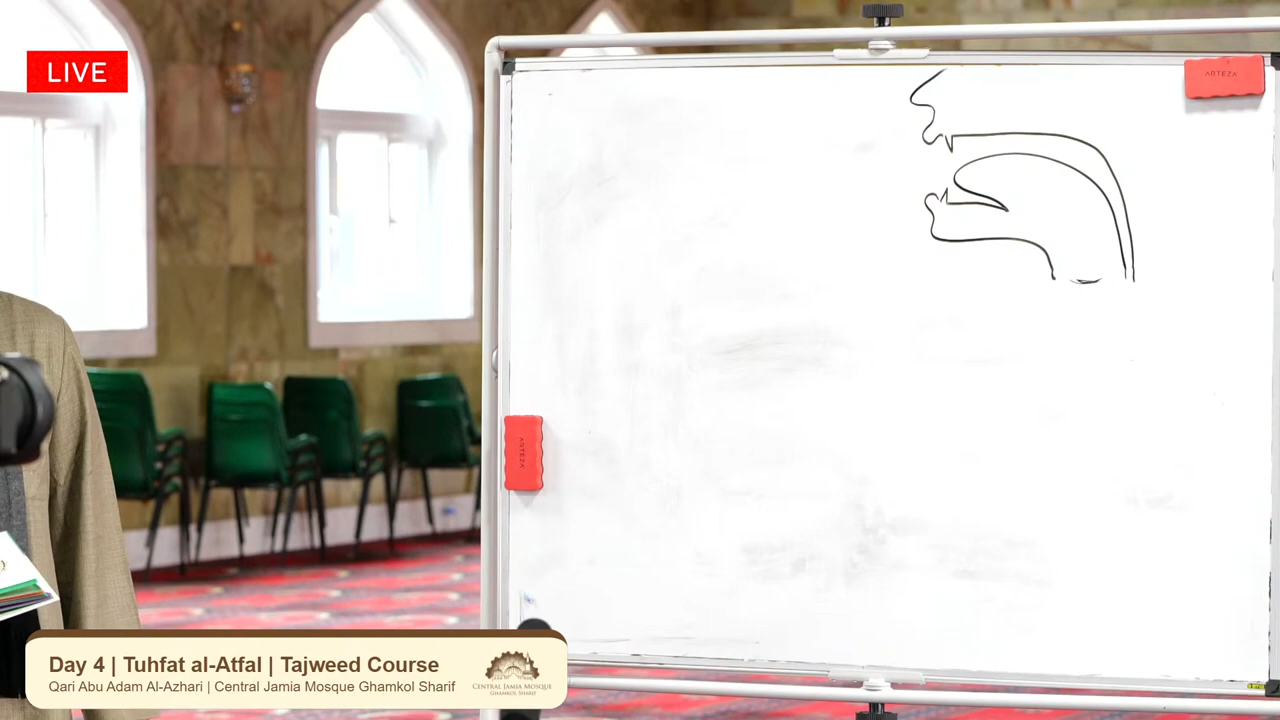 LIVE
ARTEZA
ARTEZA
Day 4 | Tuhfat al-Atfal | Tajweed Course
Qari Abu Adam Al-Azhari | Central Jamia Mosque Ghamkol Sharif
CENTRAL JAMIA MOSQUE
GHAMKOL SHARIF